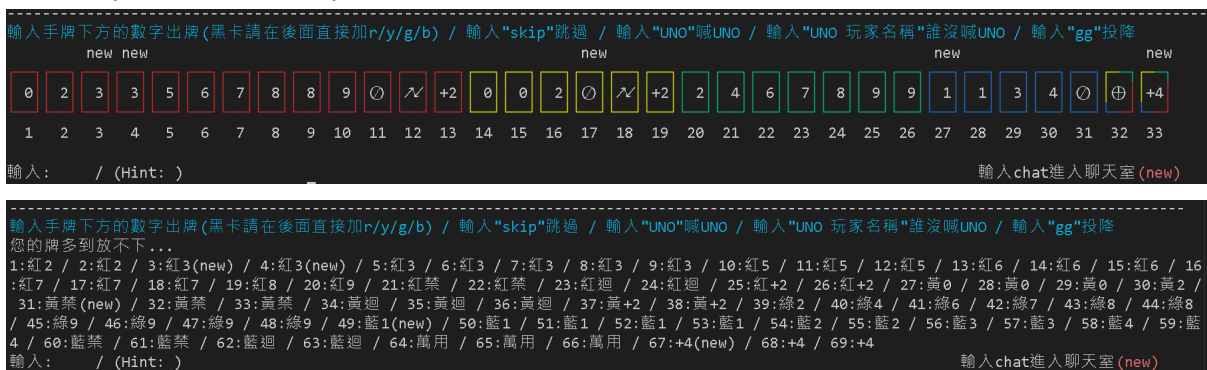 輸入手牌下方的數字出牌(黑卡請在後面直接加r/y/g/b) / 輸入"skip"跳過 / 輸入"UNO"喊UNO / 輸入"UNO 玩家名稱"誰沒喊UNO / 輸入"gg"投降
new new new new new
0 2 3 3 5 6 7 8 8 9 +2 0 0 2 +2 2 4 6 7 8 9 9 1 1 3 4 +4
1 2 3 4 5 6 7 8 9 10 11 12 13 14 15 16 17 18 19 20 21 22 23 24 25 26 27 28 29 30 31 32 33
輸入: / (Hint: ) 輸入chat進入聊天室(new)
輸入手牌下方的數字出牌(黑卡請在後面直接加r/y/g/b) / 輸入"skip"跳過 / 輸入"UNO"喊UNO / 輸入"UNO 玩家名稱"誰沒喊UNO / 輸入"gg"投降
您的牌多到放不下...
1:紅2 / 2:紅2 / 3:紅3(new) / 4:紅3(new) / 5:紅3 / 6:紅3 / 7:紅3 / 8:紅3 / 9:紅3 / 10:紅5 / 11:紅5 / 12:紅5 / 13:紅6 / 14:紅6 / 15:紅6 / 16
:紅7 / 17:紅7 / 18:紅7 / 19:紅8 / 20:紅9 / 21:紅禁 / 22:紅禁 / 23:紅迴 / 24:紅迴 / 25:紅+2 / 26:紅+2 / 27:黃0 / 28:黃0 / 29:黃0 / 30:黃2 /
31:黃禁(new) / 32:黃禁 / 33:黃禁 / 34:黃迴 / 35:黃迴 / 36:黃迴 / 37:黃+2 / 38:黃+2 / 39:綠2 / 40:綠4 / 41:綠6 / 42:綠7 / 43:綠8 / 44:綠8
/ 45:綠9 / 46:綠9 / 47:綠9 / 48:綠9 / 49:藍1(new) / 50:藍1 / 51:藍1 / 52:藍1 / 53:藍1 / 54:藍2 / 55:藍2 / 56:藍3 / 57:藍3 / 58:藍4 / 59:藍
4 / 60:藍禁 / 61:藍禁 / 62:藍迴 / 63:藍迴 / 64:萬用 / 65:萬用 / 66:萬用 / 67:+4(new) / 68:+4 / 69:+4
輸入: / (Hint: ) 輸入chat進入聊天室(new)